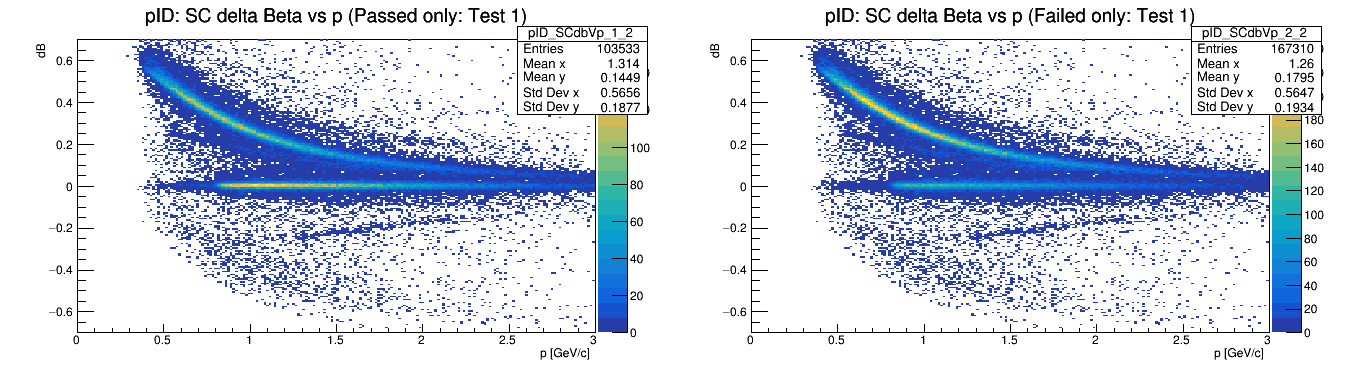 pID: SC delta Beta vs p (Passed only: Test 1)
pID_SCdbVp_1_2
Entries 103533
Mean x 1.314
Mean y 0.1449
Std Dev x 0.5656
Std Dev y 0.1877
dB
0.6
0.4
0.2
0
−0.2
−0.4
−0.6
0 0.5 1 1.5 2 2.5 3
p [GeV/c]
100
80
60
40
20
0
pID: SC delta Beta vs p (Failed only: Test 1)
pID_SCdbVp_2_2
Entries 167310
Mean x 1.26
Mean y 0.1795
Std Dev x 0.5647
Std Dev y 0.1934
dB
0.6
0.4
0.2
0
−0.2
−0.4
−0.6
0 0.5 1 1.5 2 2.5 3
p [GeV/c]
180
160
140
120
100
80
60
40
20
0